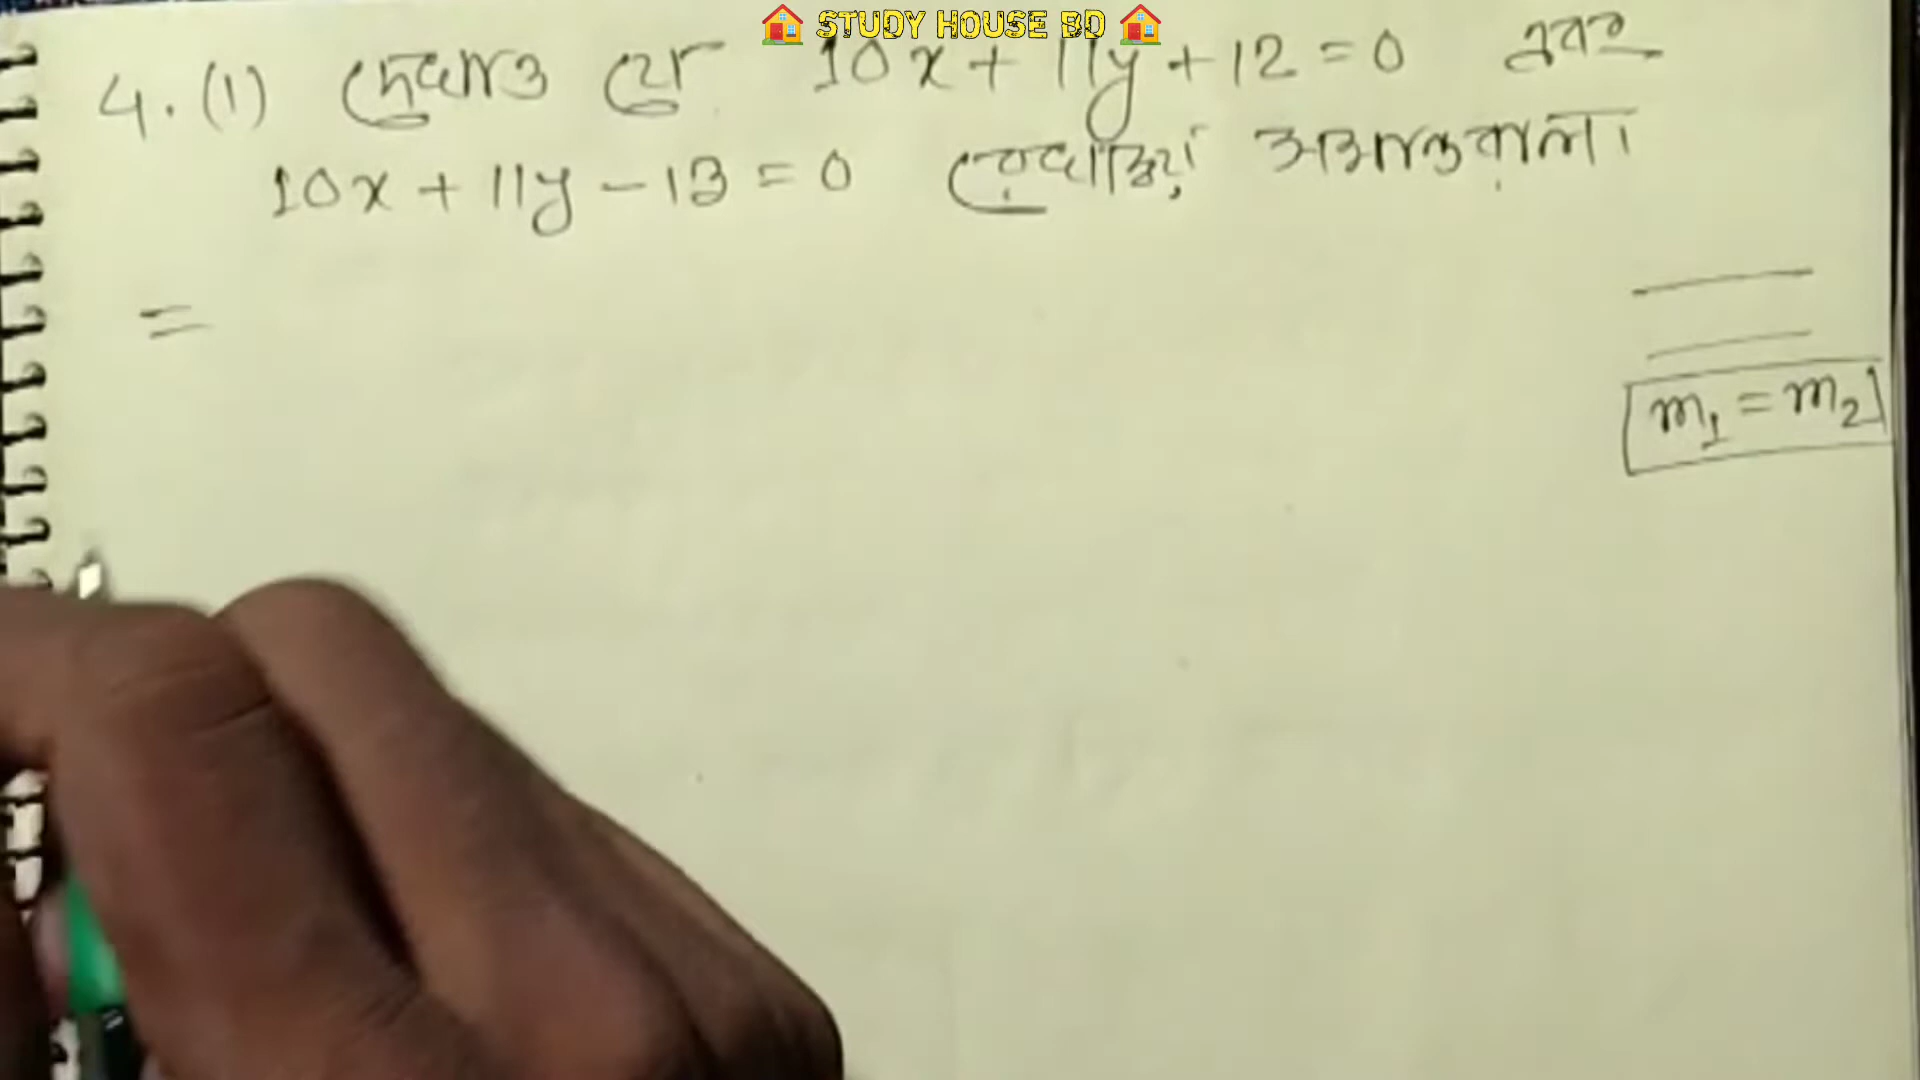 🏠 STUDY HOUSE BD 🏠
4. (1) দেখাও যে 10x + 11y + 12 = 0 এবং
10x + 11y - 13 = 0 রেখাদ্বয় সমান্তরাল।
=
m₁ = m₂